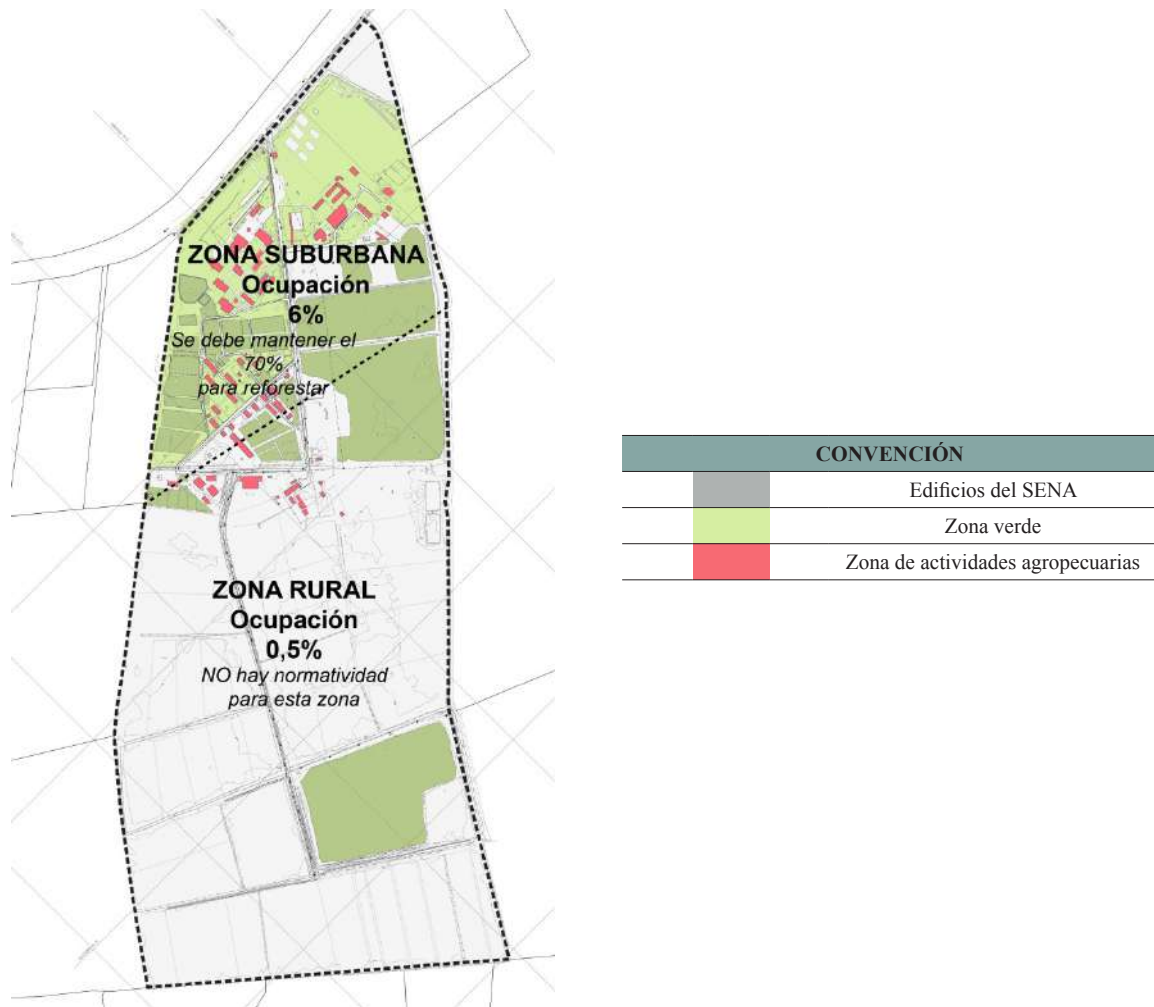 ZONA SUBURBANA
Ocupación
6%
Se debe mantener el
70%
para reforestar
ZONA RURAL
Ocupación
0,5%
NO hay normatividad
para esta zona
CONVENCIÓN
Edificios del SENA
Zona verde
Zona de actividades agropecuarias